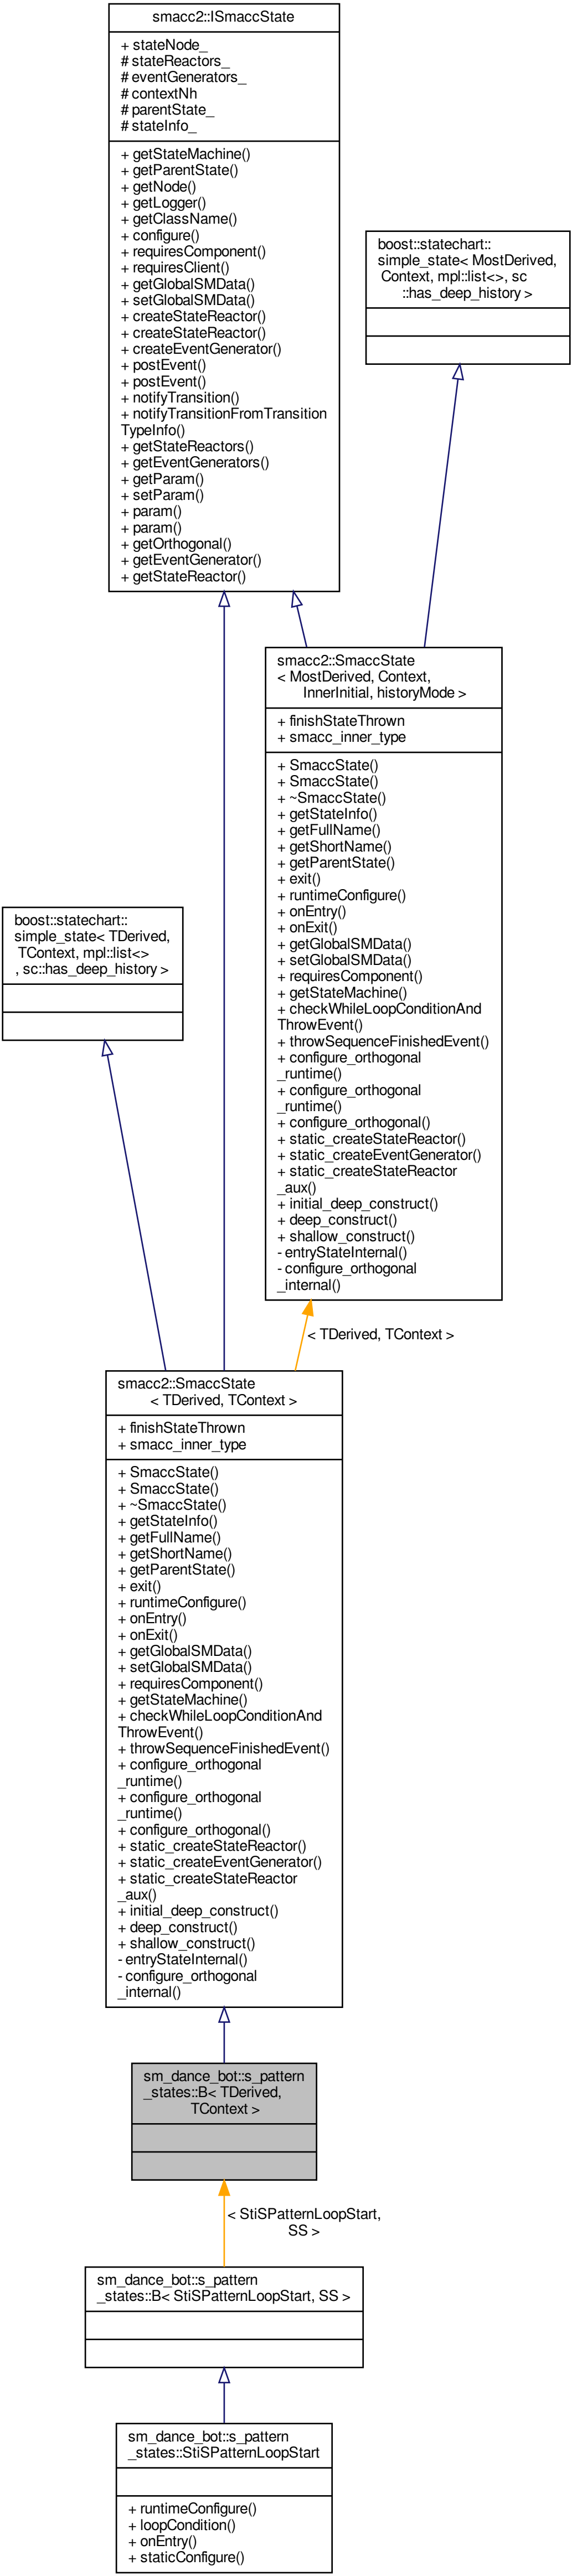 smacc2::ISmaccState
+ stateNode_
# stateReactors_
# eventGenerators_
# contextNh
# parentState_
# stateInfo_
+ getStateMachine()
+ getParentState()
+ getNode()
+ getLogger()
+ getClassName()
+ configure()
+ requiresComponent()
+ requiresClient()
+ getGlobalSMData()
+ setGlobalSMData()
+ createStateReactor()
+ createStateReactor()
+ createEventGenerator()
+ postEvent()
+ postEvent()
+ notifyTransition()
+ notifyTransitionFromTransition
TypeInfo()
+ getStateReactors()
+ getEventGenerators()
+ getParam()
+ setParam()
+ param()
+ param()
+ getOrthogonal()
+ getEventGenerator()
+ getStateReactor()
boost::statechart::
simple_state< MostDerived,
Context, mpl::list<>, sc
::has_deep_history >
smacc2::SmaccState
< MostDerived, Context,
InnerInitial, historyMode >
+ finishStateThrown
+ smacc_inner_type
+ SmaccState()
+ SmaccState()
+ ~SmaccState()
+ getStateInfo()
+ getFullName()
+ getShortName()
+ getParentState()
+ exit()
+ runtimeConfigure()
+ onEntry()
+ onExit()
+ getGlobalSMData()
+ setGlobalSMData()
+ requiresComponent()
+ getStateMachine()
+ checkWhileLoopConditionAnd
ThrowEvent()
+ throwSequenceFinishedEvent()
+ configure_orthogonal
_runtime()
+ configure_orthogonal
_runtime()
+ configure_orthogonal()
+ static_createStateReactor()
+ static_createEventGenerator()
+ static_createStateReactor
_aux()
+ initial_deep_construct()
+ deep_construct()
+ shallow_construct()
- entryStateInternal()
- configure_orthogonal
_internal()
boost::statechart::
simple_state< TDerived,
TContext, mpl::list<>
, sc::has_deep_history >
< TDerived, TContext >
smacc2::SmaccState
< TDerived, TContext >
+ finishStateThrown
+ smacc_inner_type
+ SmaccState()
+ SmaccState()
+ ~SmaccState()
+ getStateInfo()
+ getFullName()
+ getShortName()
+ getParentState()
+ exit()
+ runtimeConfigure()
+ onEntry()
+ onExit()
+ getGlobalSMData()
+ setGlobalSMData()
+ requiresComponent()
+ getStateMachine()
+ checkWhileLoopConditionAnd
ThrowEvent()
+ throwSequenceFinishedEvent()
+ configure_orthogonal
_runtime()
+ configure_orthogonal
_runtime()
+ configure_orthogonal()
+ static_createStateReactor()
+ static_createEventGenerator()
+ static_createStateReactor
_aux()
+ initial_deep_construct()
+ deep_construct()
+ shallow_construct()
- entryStateInternal()
- configure_orthogonal
_internal()
sm_dance_bot::s_pattern
_states::B< TDerived,
TContext >
< StiSPatternLoopStart,
SS >
sm_dance_bot::s_pattern
_states::B< StiSPatternLoopStart, SS >
sm_dance_bot::s_pattern
_states::StiSPatternLoopStart
+ runtimeConfigure()
+ loopCondition()
+ onEntry()
+ staticConfigure()